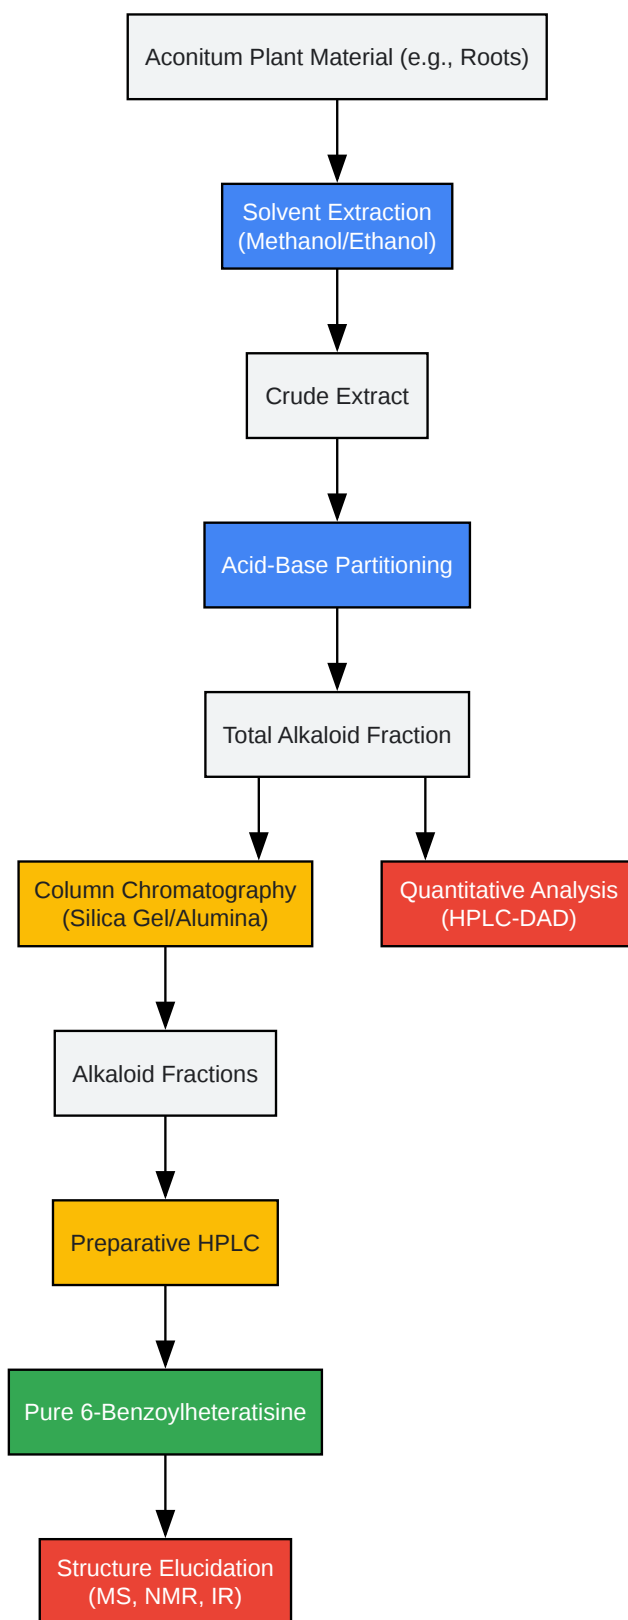 Aconitum Plant Material (e.g., Roots)
Solvent Extraction
(Methanol/Ethanol)
Crude Extract
Acid-Base Partitioning
Total Alkaloid Fraction
Column Chromatography
(Silica Gel/Alumina)
Quantitative Analysis
(HPLC-DAD)
Alkaloid Fractions
Preparative HPLC
Pure 6-Benzoylheteratisine
Structure Elucidation
(MS, NMR, IR)